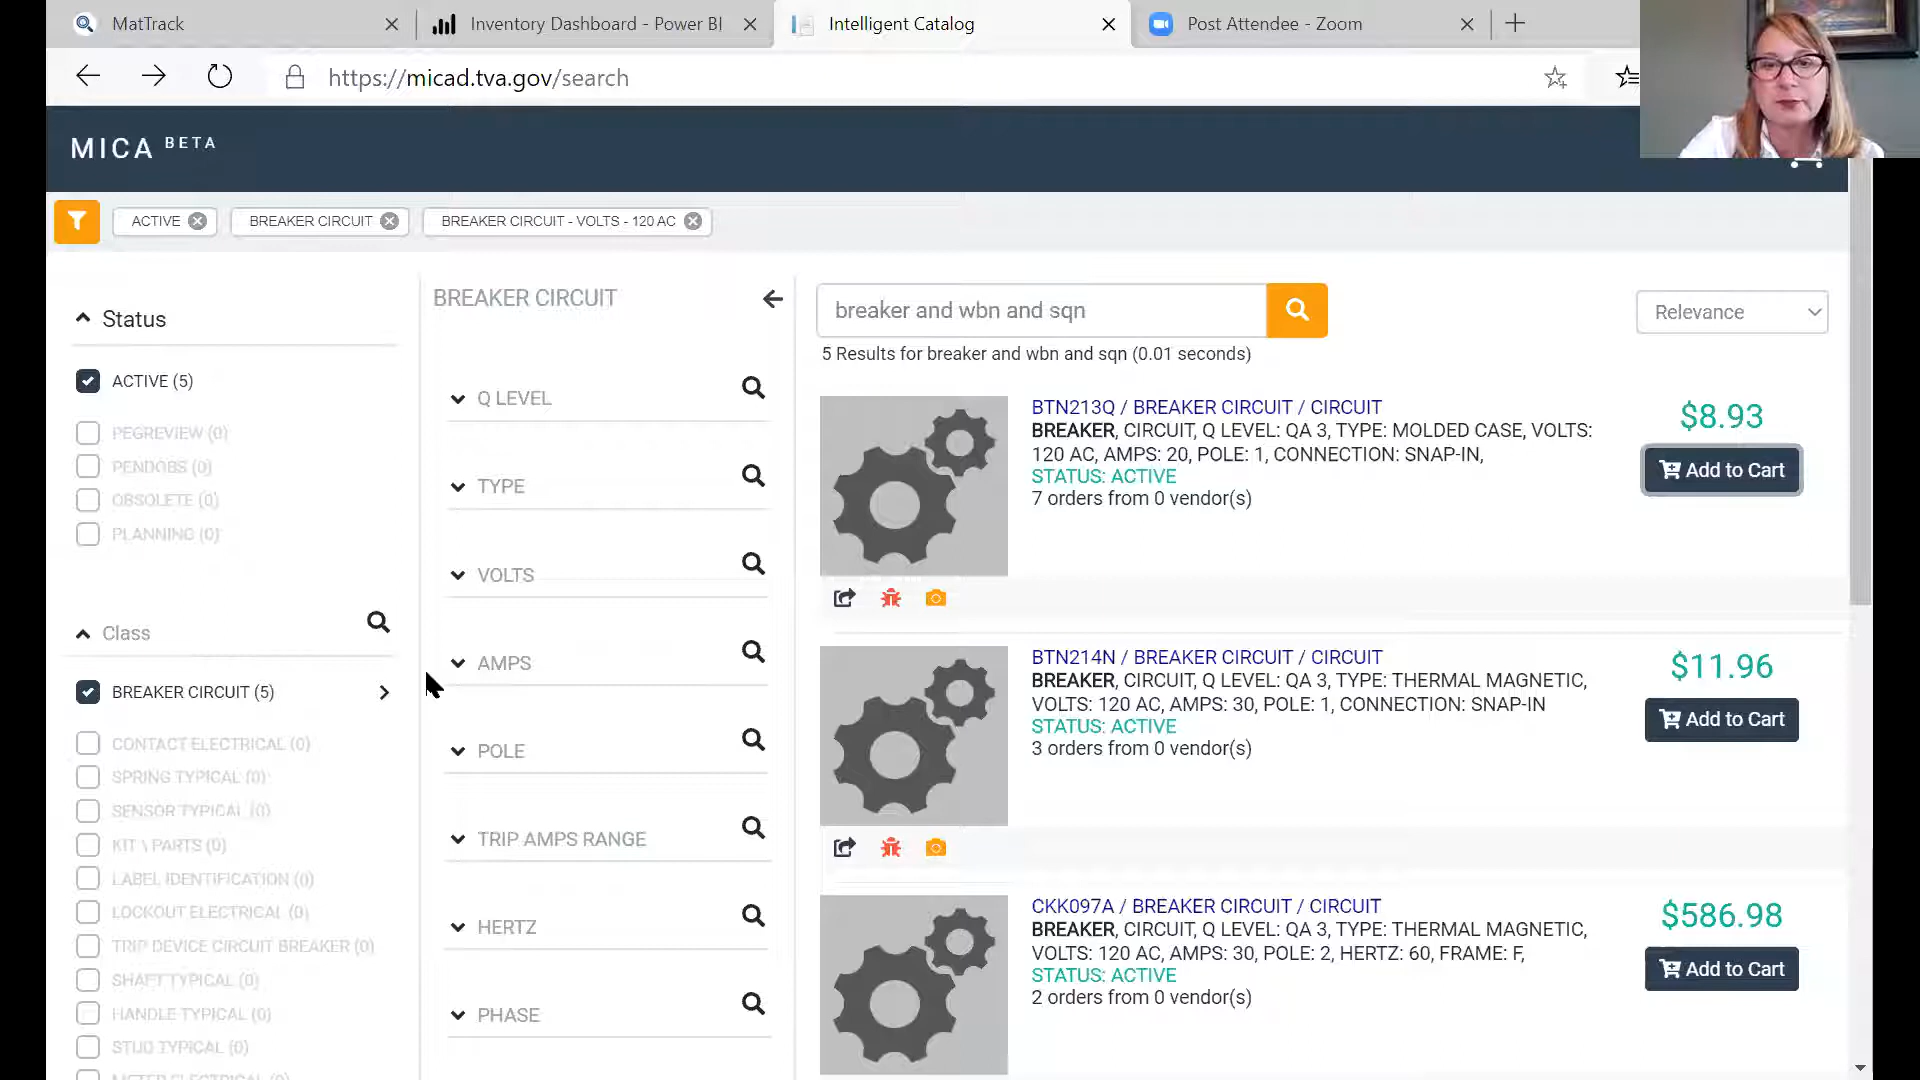 MatTrack
Inventory Dashboard - Power BI
Intelligent Catalog
Post Attendee - Zoom
https://micad.tva.gov/search
MICA BETA
ACTIVE
BREAKER CIRCUIT
BREAKER CIRCUIT - VOLTS - 120 AC
Status
ACTIVE (5)
PEGREVIEW (0)
PENDOBS (0)
OBSOLETE (0)
PLANNING (0)
Class
BREAKER CIRCUIT (5)
CONTACT ELECTRICAL (0)
SPRING TYPICAL (0)
SENSOR TYPICAL (0)
KIT \ PARTS (0)
LABEL IDENTIFICATION (0)
LOCKOUT ELECTRICAL (0)
TRIP DEVICE CIRCUIT BREAKER (0)
SHAFT TYPICAL (0)
HANDLE TYPICAL (0)
STUD TYPICAL (0)
METER ELECTRICAL (0)
BREAKER CIRCUIT
Q LEVEL
TYPE
VOLTS
AMPS
POLE
TRIP AMPS RANGE
HERTZ
PHASE
breaker and wbn and sqn
Relevance
5 Results for breaker and wbn and sqn (0.01 seconds)
BTN213Q / BREAKER CIRCUIT / CIRCUIT
BREAKER, CIRCUIT, Q LEVEL: QA 3, TYPE: MOLDED CASE, VOLTS:
120 AC, AMPS: 20, POLE: 1, CONNECTION: SNAP-IN,
STATUS: ACTIVE
7 orders from 0 vendor(s)
$8.93
Add to Cart
BTN214N / BREAKER CIRCUIT / CIRCUIT
BREAKER, CIRCUIT, Q LEVEL: QA 3, TYPE: THERMAL MAGNETIC,
VOLTS: 120 AC, AMPS: 30, POLE: 1, CONNECTION: SNAP-IN
STATUS: ACTIVE
3 orders from 0 vendor(s)
$11.96
Add to Cart
CKK097A / BREAKER CIRCUIT / CIRCUIT
BREAKER, CIRCUIT, Q LEVEL: QA 3, TYPE: THERMAL MAGNETIC,
VOLTS: 120 AC, AMPS: 30, POLE: 2, HERTZ: 60, FRAME: F,
STATUS: ACTIVE
2 orders from 0 vendor(s)
$586.98
Add to Cart